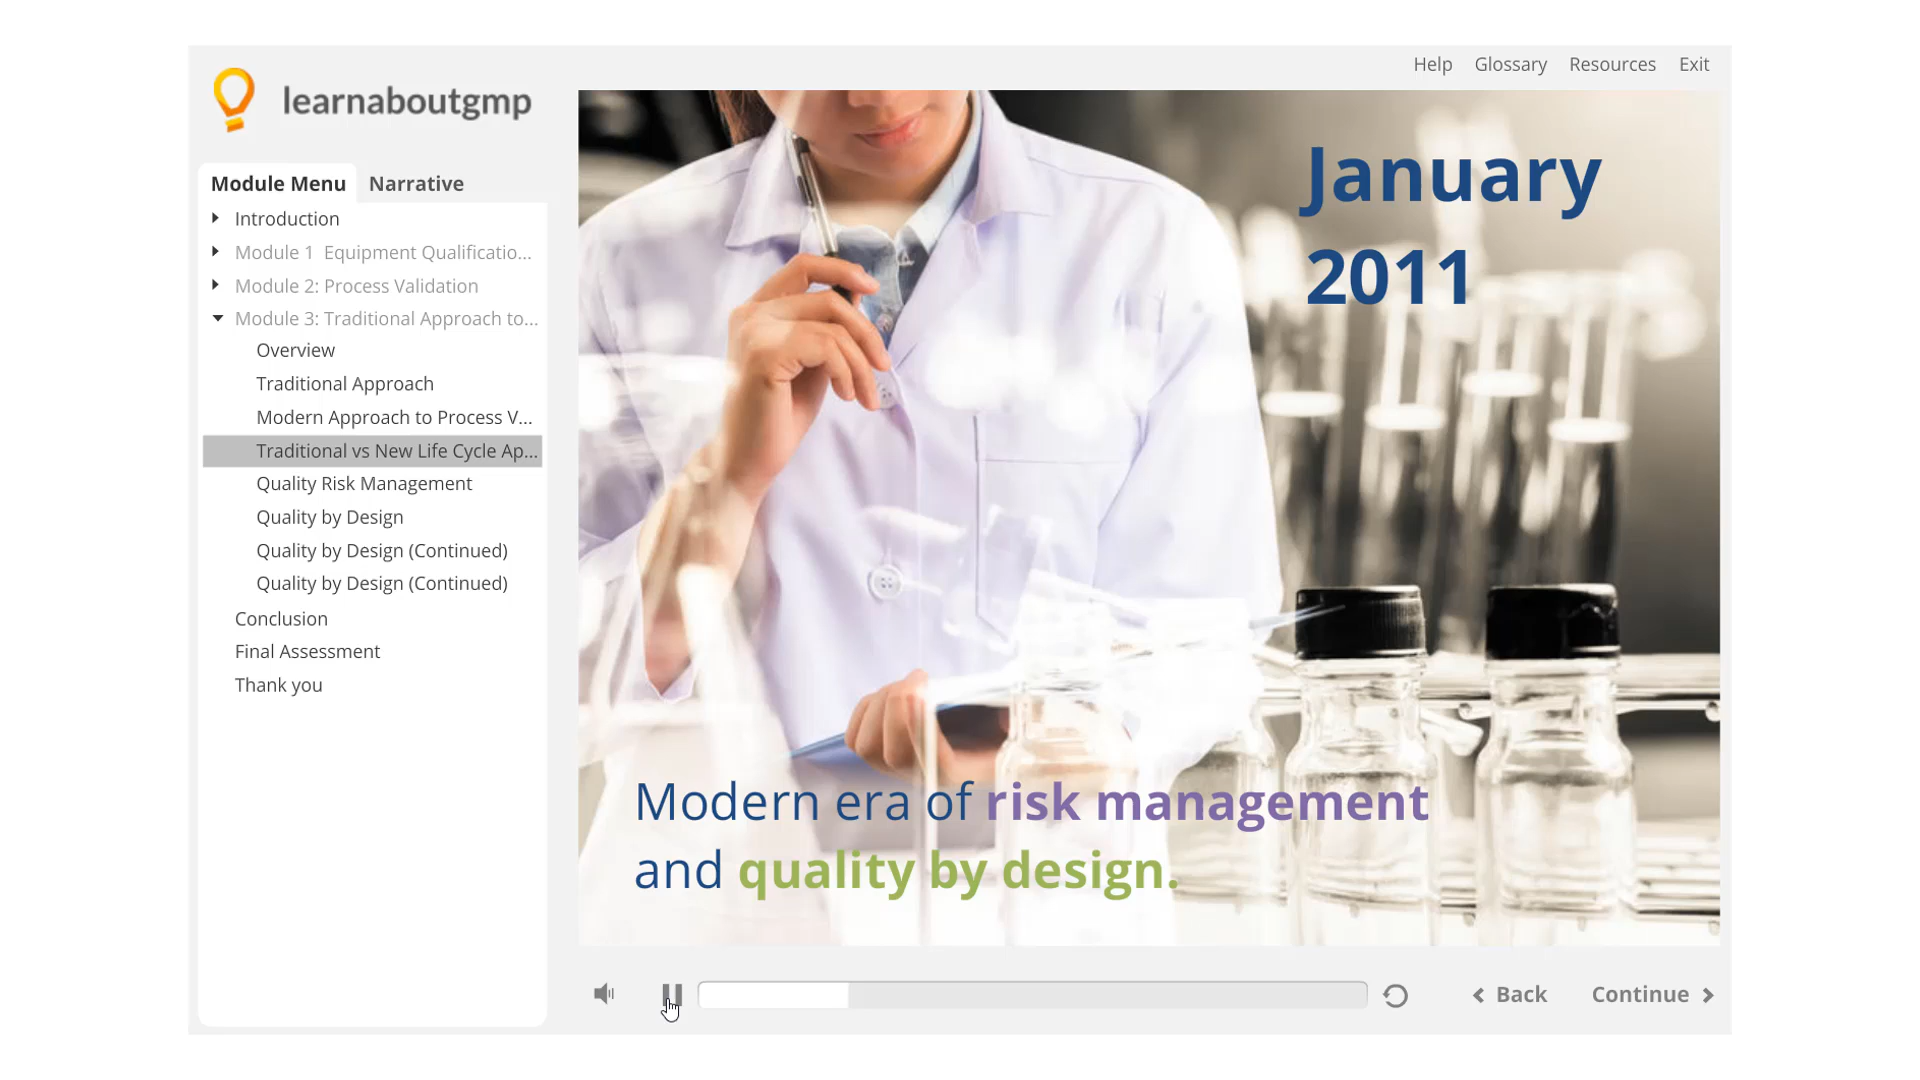 Help Glossary Resources Exit
learnaboutgmp
Module Menu Narrative
Introduction
Module 1 Equipment Qualificatio...
Module 2: Process Validation
Module 3: Traditional Approach to...
Overview
Traditional Approach
Modern Approach to Process V...
Traditional vs New Life Cycle Ap...
Quality Risk Management
Quality by Design
Quality by Design (Continued)
Quality by Design (Continued)
Conclusion
Final Assessment
Thank you
January
2011
Modern era of risk management
and quality by design.
Back Continue